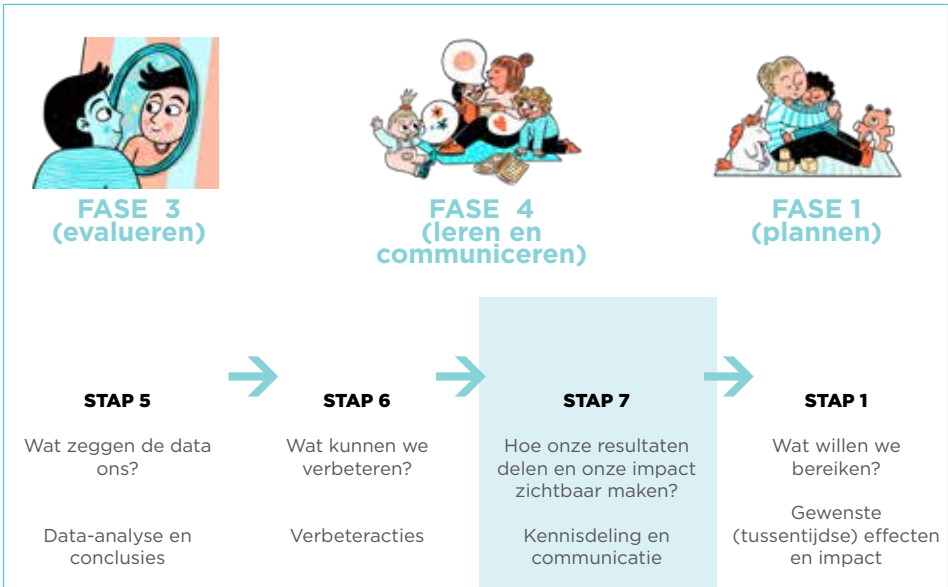 FASE 3
(evalueren)
FASE 4
(leren en
communiceren)
FASE 1
(plannen)
STAP 5
Wat zeggen de data
ons?
Data-analyse en
conclusies
STAP 6
Wat kunnen we
verbeteren?
Verbeteracties
STAP 7
Hoe onze resultaten
delen en onze impact
zichtbaar maken?
Kennisdeling en
communicatie
STAP 1
Wat willen we
bereiken?
Gewenste
(tussentijdse) effecten
en impact